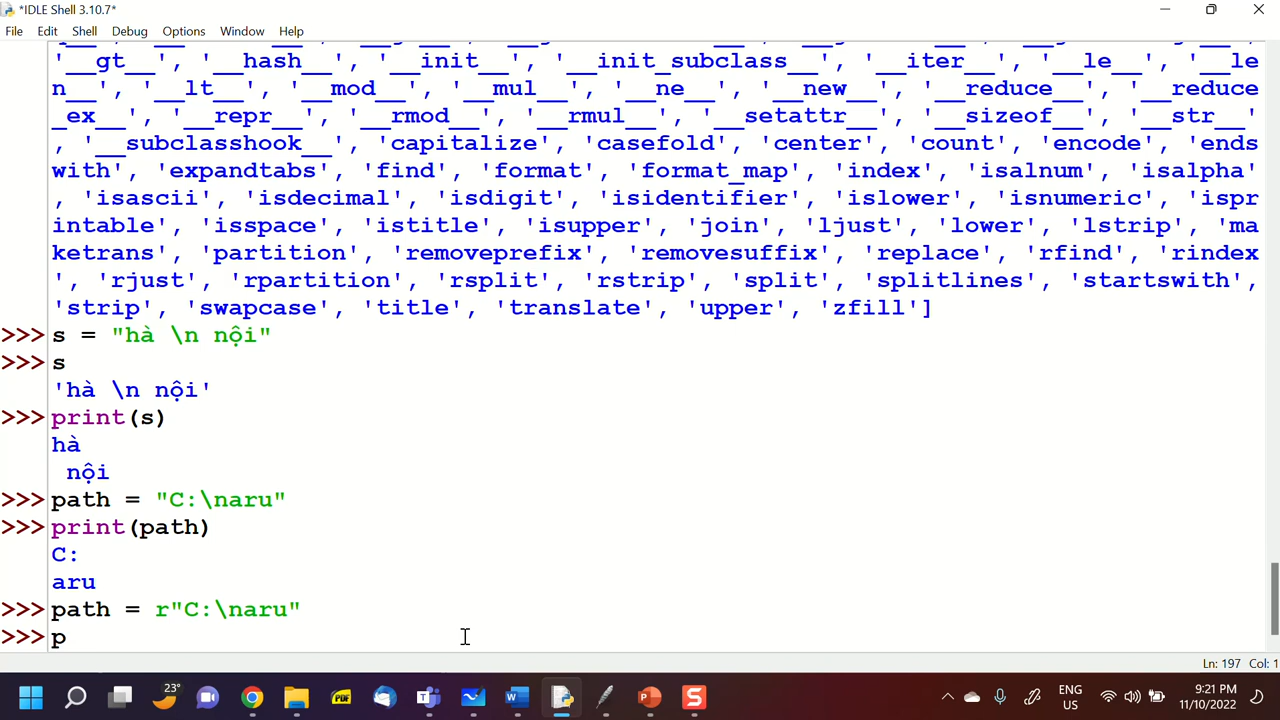 *IDLE Shell 3.10.7*
File Edit Shell Debug Options Window Help
'__gt__', '__hash__', '__init__', '__init_subclass__', '__iter__', '__le__', '__le
n__', '__lt__', '__mod__', '__mul__', '__ne__', '__new__', '__reduce__', '__reduce
_ex__', '__repr__', '__rmod__', '__rmul__', '__setattr__', '__sizeof__', '__str__'
, '__subclasshook__', 'capitalize', 'casefold', 'center', 'count', 'encode', 'ends
with', 'expandtabs', 'find', 'format', 'format_map', 'index', 'isalnum', 'isalpha'
, 'isascii', 'isdecimal', 'isdigit', 'isidentifier', 'islower', 'isnumeric', 'ispr
intable', 'isspace', 'istitle', 'isupper', 'join', 'ljust', 'lower', 'lstrip', 'ma
ketrans', 'partition', 'removeprefix', 'removesuffix', 'replace', 'rfind', 'rindex
', 'rjust', 'rpartition', 'rsplit', 'rstrip', 'split', 'splitlines', 'startswith',
'strip', 'swapcase', 'title', 'translate', 'upper', 'zfill']
>>> s = "hà \n nội"
>>> s
'hà \n nội'
>>> print(s)
hà
nội
>>> path = "C:\naru"
>>> print(path)
C:
aru
>>> path = r"C:\naru"
>>> p
Ln: 197 Col: 1
23°
PDF
ENG
US
9:21 PM
11/10/2022